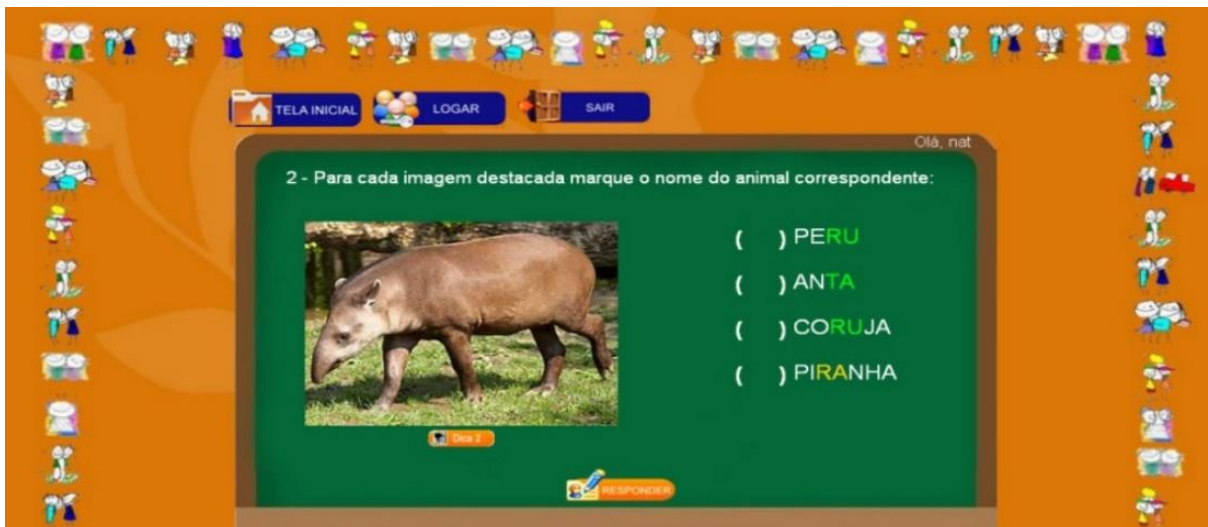 TELA INICIAL LOGAR SAIR
Olá, nat
2 - Para cada imagem destacada marque o nome do animal correspondente:
( ) PERU
( ) ANTA
( ) CORUJA
( ) PIRANHA
Dica 2
RESPONDER